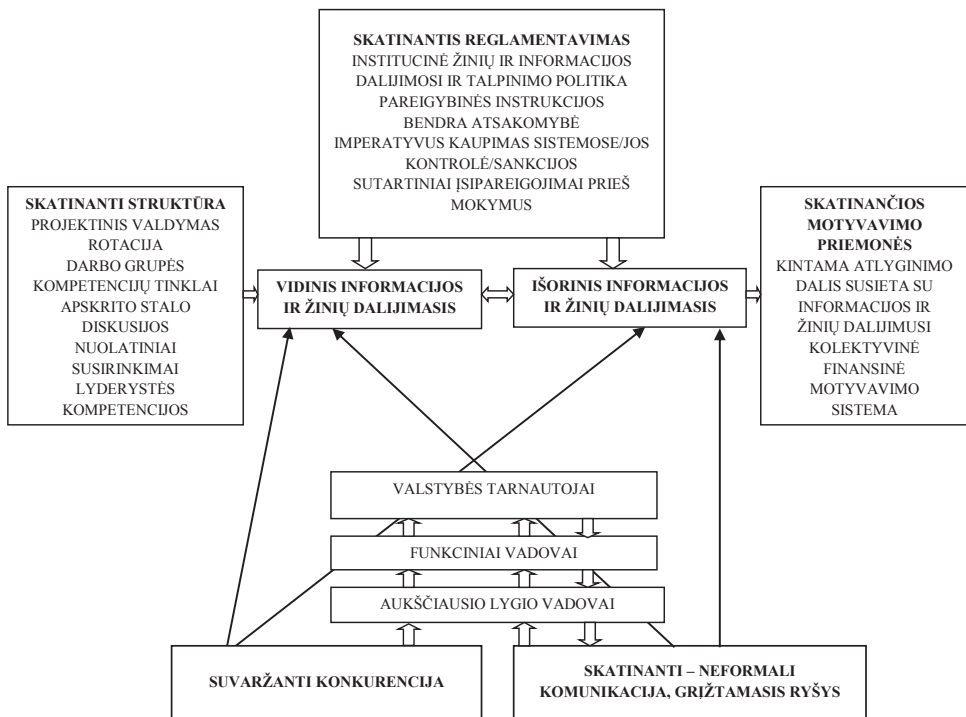 SKATINANTIS REGLAMENTAVIMAS
INSTITUCINĖ ŽINIŲ IR INFORMACIJOS
DALIJIMOSI IR TALPINIMO POLITIKA
PAREIGYBINĖS INSTRUKCIJOS
BENDRA ATSAKOMYBĖ
IMPERATYVUS KAUPIMAS SISTEMOSE/JOS
KONTROLĖ/SANKCIJOS
SUTARTINIAI ĮSIPAREIGOJIMAI PRIEŠ
MOKYMUS
SKATINANTI STRUKTŪRA
PROJEKTINIS VALDYMAS
ROTACIJA
DARBO GRUPĖS
KOMPETENCIJŲ TINKLAI
APSKRITO STALO
DISKUSIJOS
NUOLATINIAI
SUSIRINKIMAI
LYDERYSTĖS
KOMPETENCIJOS
VIDINIS INFORMACIJOS
IR ŽINIŲ DALIJIMASIS
IŠORINIS INFORMACIJOS
IR ŽINIŲ DALIJIMASIS
SKATINANČIOS
MOTYVAVIMO
PRIEMONĖS
KINTAMA ATLYGINIMO
DALIS SUSIETA SU
INFORMACIJOS IR
ŽINIŲ DALIJIMUSI
KOLEKTYVINĖ
FINANSINĖ
MOTYVAVIMO
SISTEMA
VALSTYBĖS TARNAUTOJAI
FUNKCINIAI VADOVAI
AUKŠČIAUSIO LYGIO VADOVAI
SUVARŽANTI KONKURENCIJA
SKATINANTI – NEFORMALI
KOMUNIKACIJA, GRĮŽTAMASIS RYŠYS